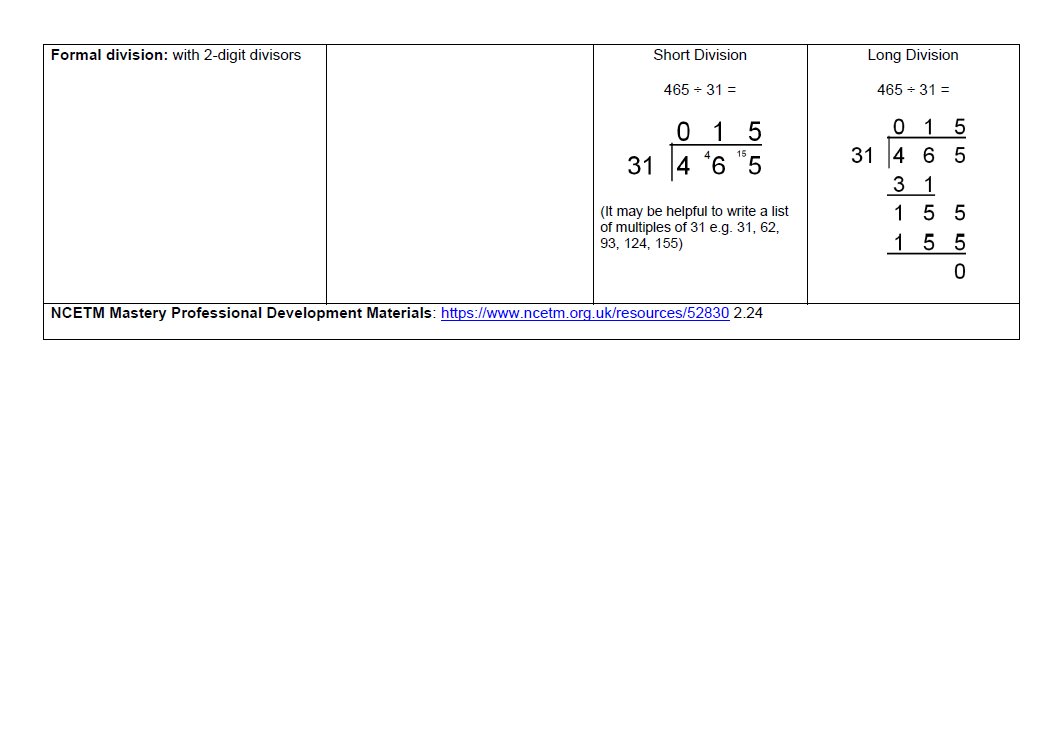 Formal division: with 2-digit divisors
Short Division
465 ÷ 31 =
0 1 5
31 4 ⁴6 ¹⁵5
(It may be helpful to write a list
of multiples of 31 e.g. 31, 62,
93, 124, 155)
Long Division
465 ÷ 31 =
0 1 5
31 4 6 5
3 1
1 5 5
1 5 5
0
NCETM Mastery Professional Development Materials: https://www.ncetm.org.uk/resources/52830 2.24